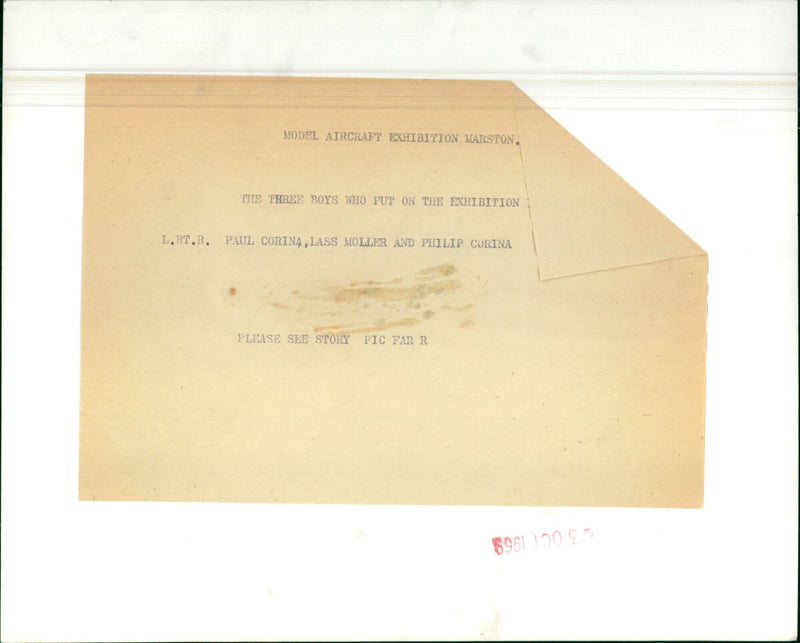 MODEL AIRCRAFT EXHIBITION MARSTON.
THE THREE BOYS WHO PUT ON THE EXHIBITION :
L.RT.R. PAUL CORINA,,LASS MOLLER AND PHILIP CORINA
PLEASE SEE STORY PIC FAR R
3 OCT 1969